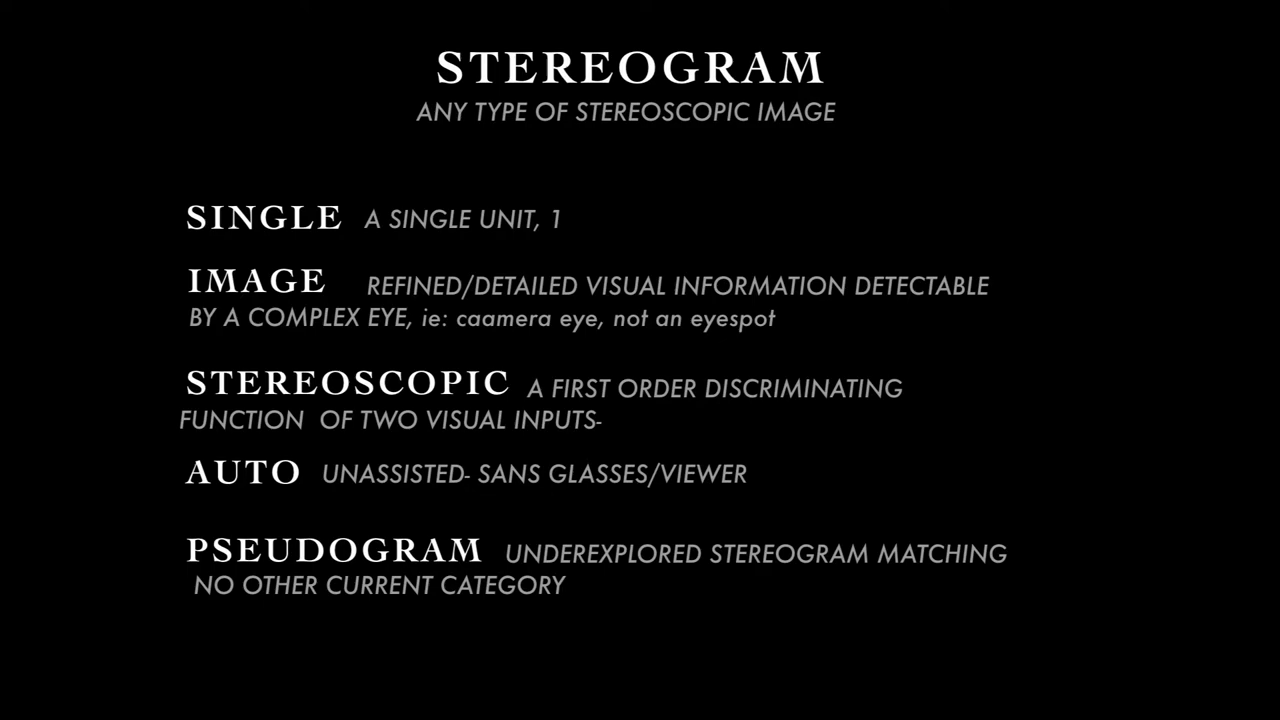 STEREOGRAM
ANY TYPE OF STEREOSCOPIC IMAGE
SINGLE A SINGLE UNIT, 1
IMAGE REFINED/DETAILED VISUAL INFORMATION DETECTABLE
BY A COMPLEX EYE, ie: caamera eye, not an eyespot
STEREOSCOPIC A FIRST ORDER DISCRIMINATING
FUNCTION OF TWO VISUAL INPUTS-
AUTO UNASSISTED- SANS GLASSES/VIEWER
PSEUDOGRAM UNDEREXPLORED STEREOGRAM MATCHING
NO OTHER CURRENT CATEGORY